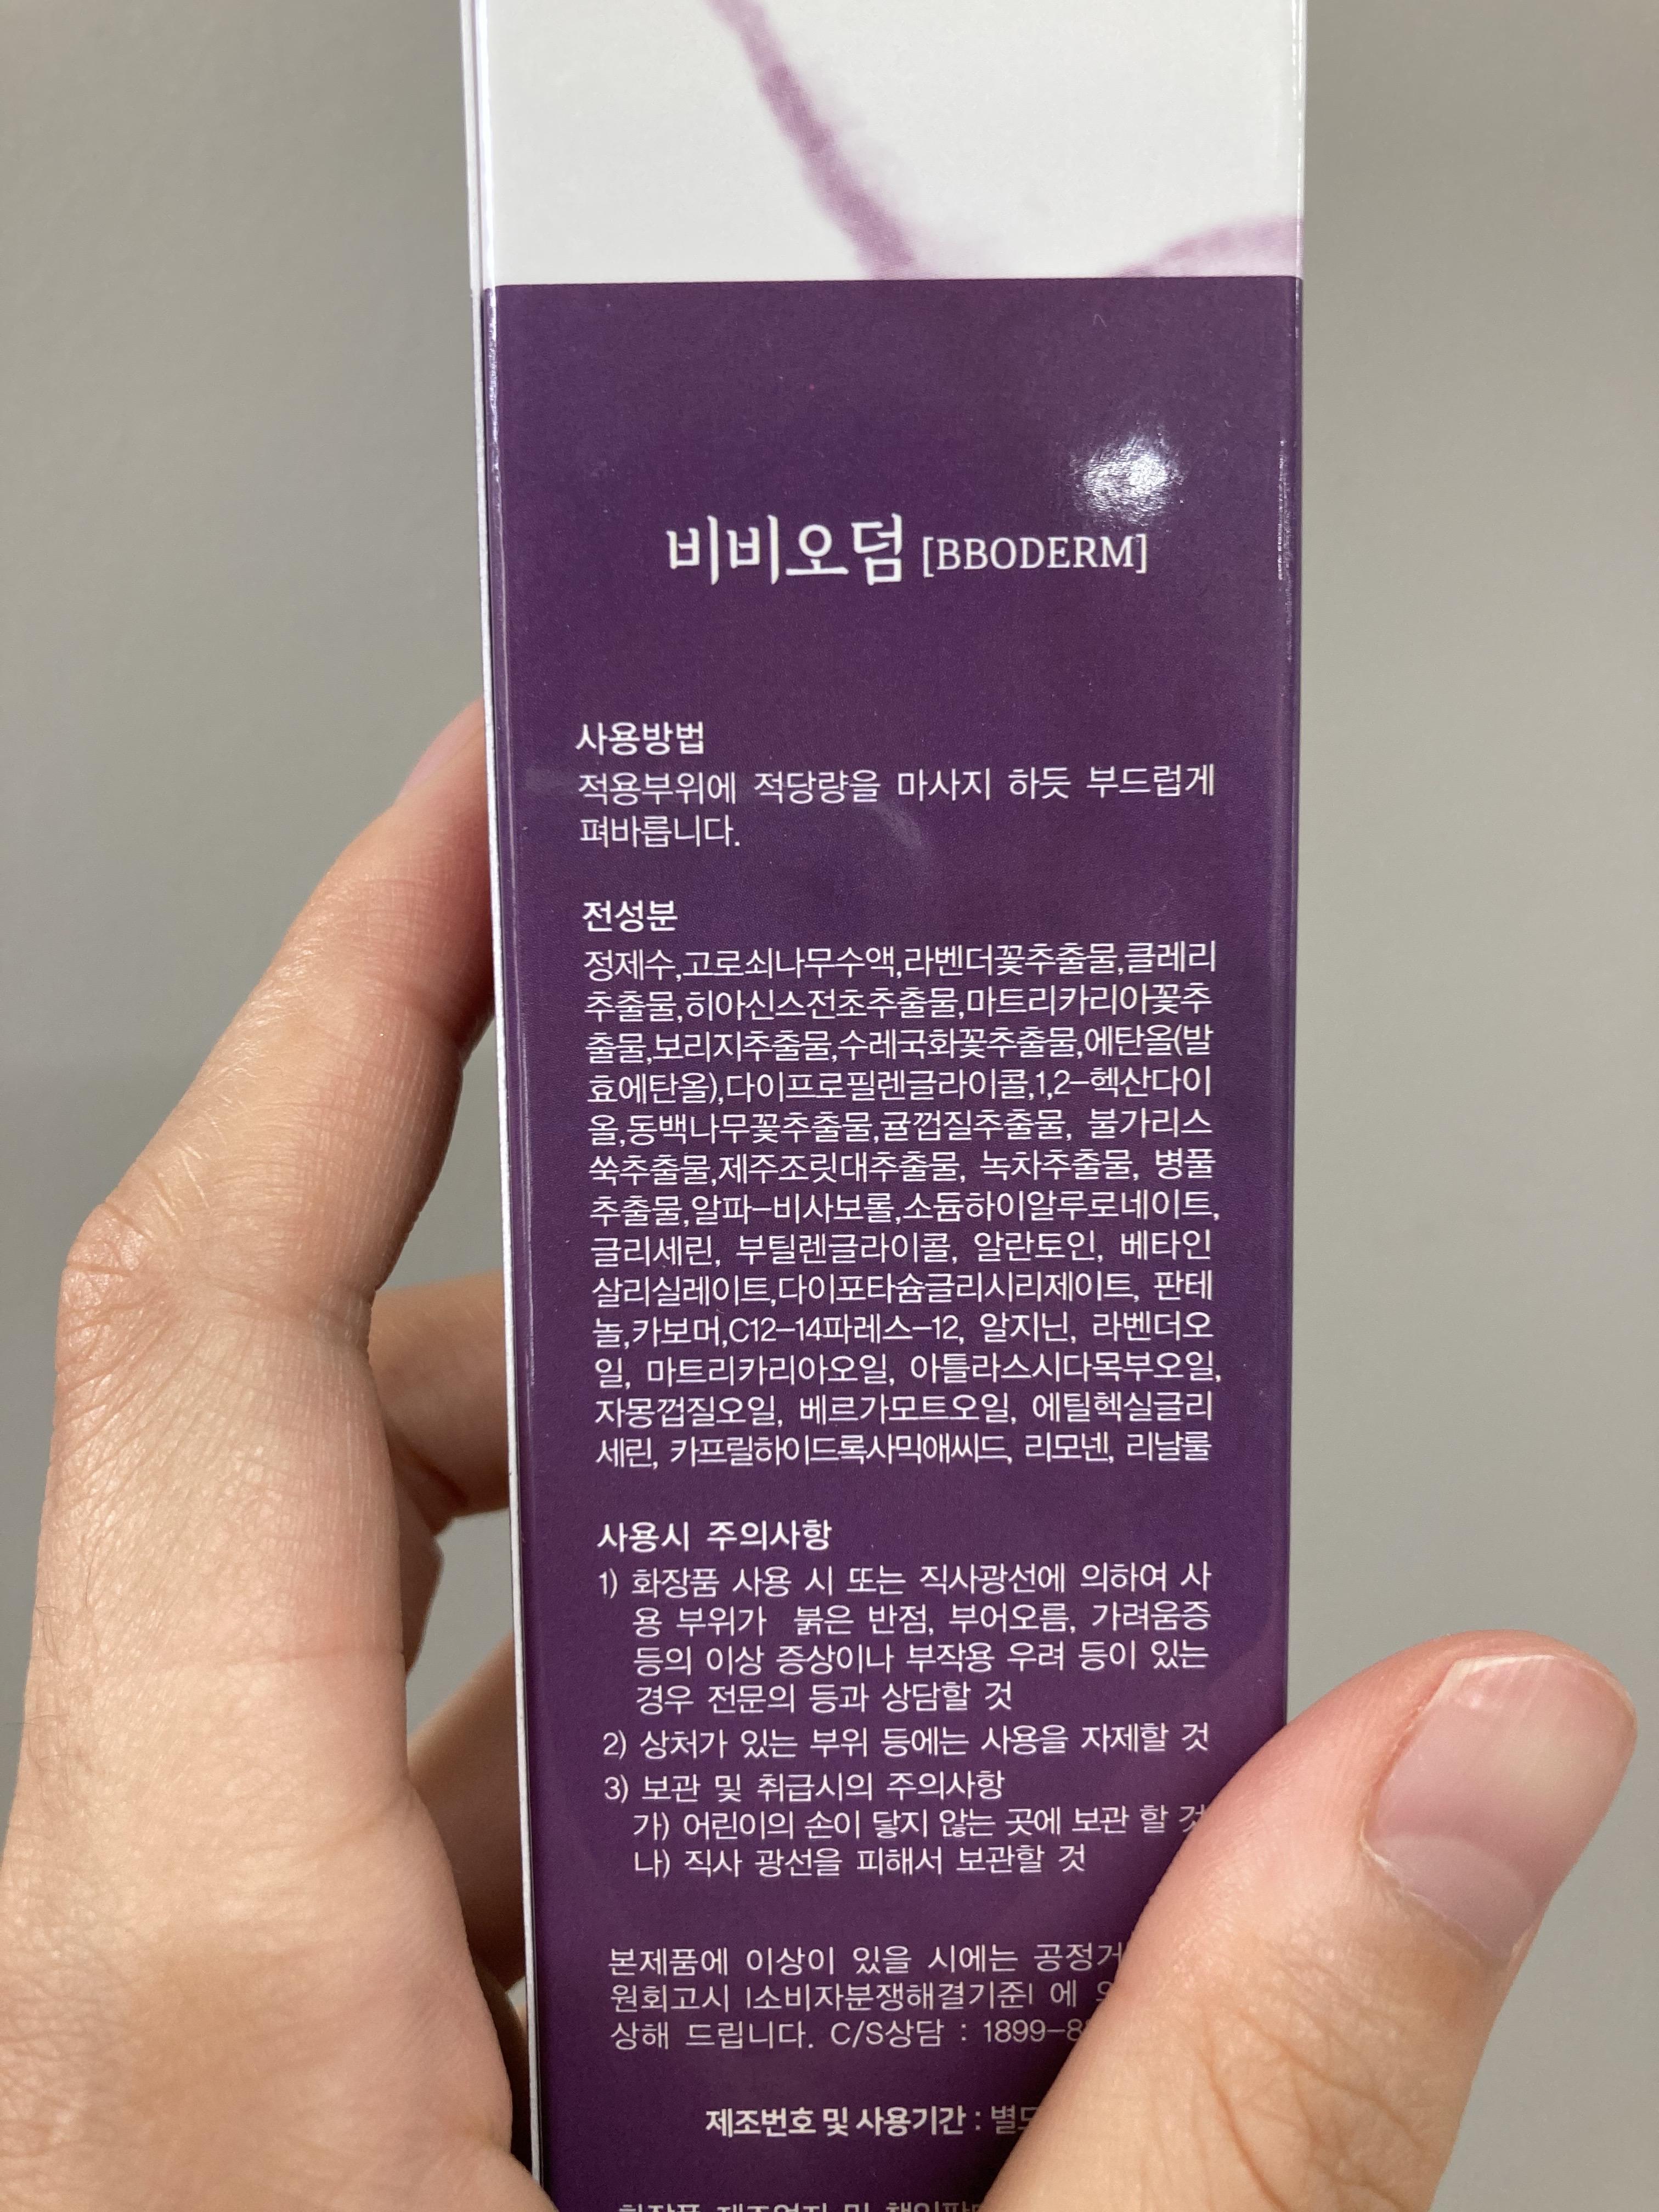 비비오덤 [BBODERM]
사용방법
적용부위에 적당량을 마사지 하듯 부드럽게
펴바릅니다.
전성분
정제수,고로쇠나무수액,라벤더꽃추출물,클레리
추출물,히아신스전초추출물,마트리카리아꽃추
출물,보리지추출물,수레국화꽃추출물,에탄올(발
효에탄올),다이프로필렌글라이콜,1,2-헥산다이
올,동백나무꽃추출물,귤껍질추출물, 불가리스
쑥추출물,제주조릿대추출물, 녹차추출물, 병풀
추출물,알파-비사보롤,소듐하이알루로네이트,
글리세린, 부틸렌글라이콜, 알란토인, 베타인
살리실레이트,다이포타슘글리시리제이트, 판테
놀,카보머,C12-14파레스-12, 알지닌, 라벤더오
일, 마트리카리아오일, 아틀라스시다목부오일,
자몽껍질오일, 베르가모트오일, 에틸헥실글리
세린, 카프릴하이드록사믹애씨드, 리모넨, 리날룰
사용시 주의사항
1) 화장품 사용 시 또는 직사광선에 의하여 사
용 부위가 붉은 반점, 부어오름, 가려움증
등의 이상 증상이나 부작용 우려 등이 있는
경우 전문의 등과 상담할 것
2) 상처가 있는 부위 등에는 사용을 자제할 것
3) 보관 및 취급시의 주의사항
가) 어린이의 손이 닿지 않는 곳에 보관 할 것
나) 직사 광선을 피해서 보관할 것
본제품에 이상이 있을 시에는
원회고시 |소비자분쟁해결기준| 에
상해 드립니다. C/S상담 : 1899-8
제조번호 및 사용기간 :